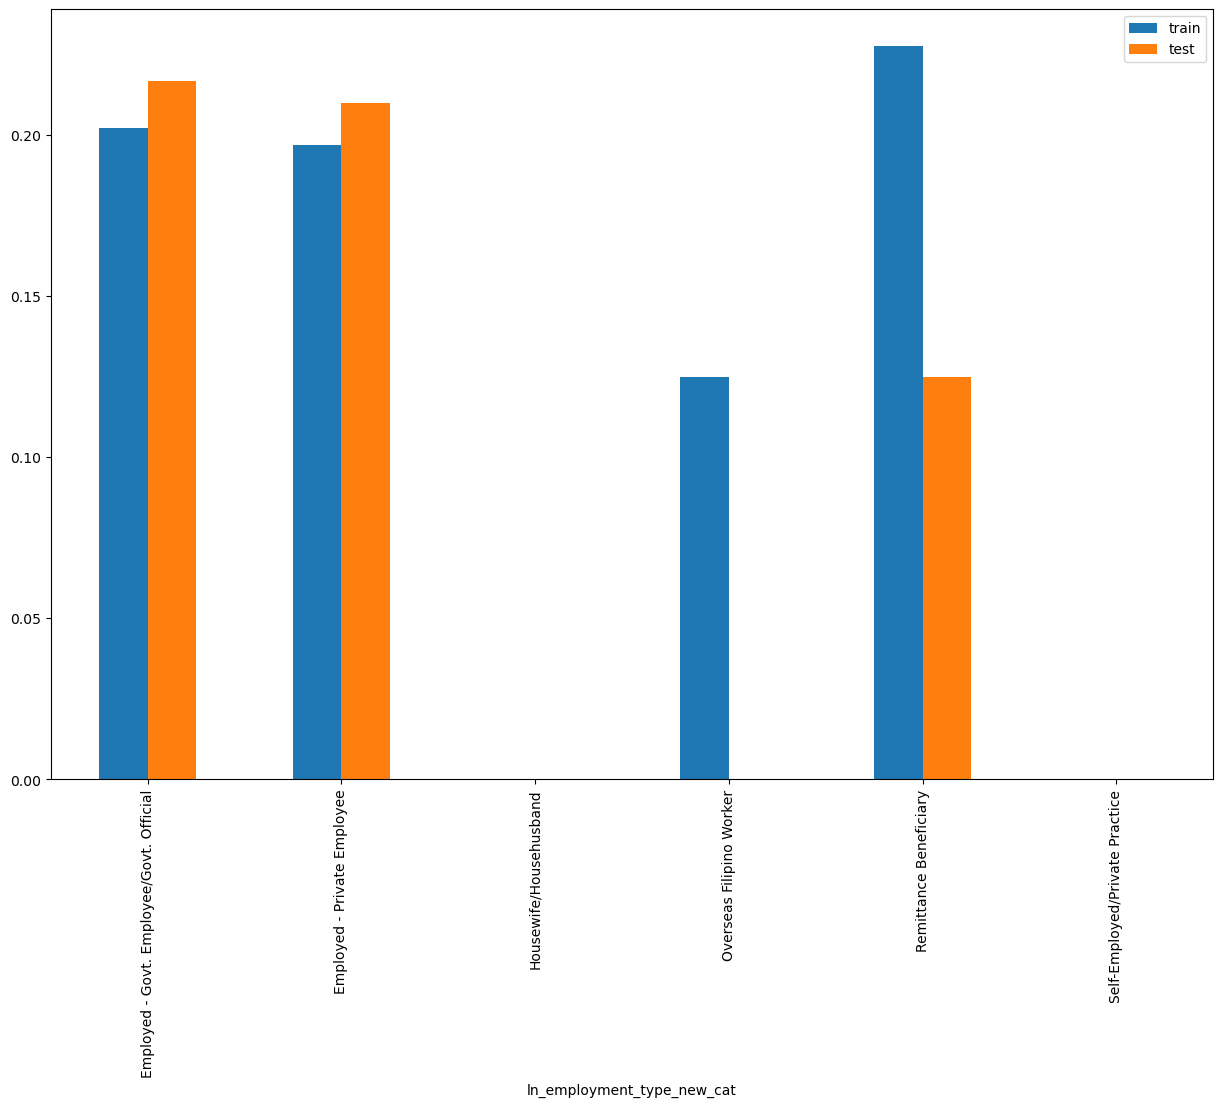 train
test
0.20
0.15
0.10
0.05
0.00
Employed - Govt. Employee/Govt. Official
Employed - Private Employee
Housewife/Househusband
Overseas Filipino Worker
Remittance Beneficiary
Self-Employed/Private Practice
ln_employment_type_new_cat